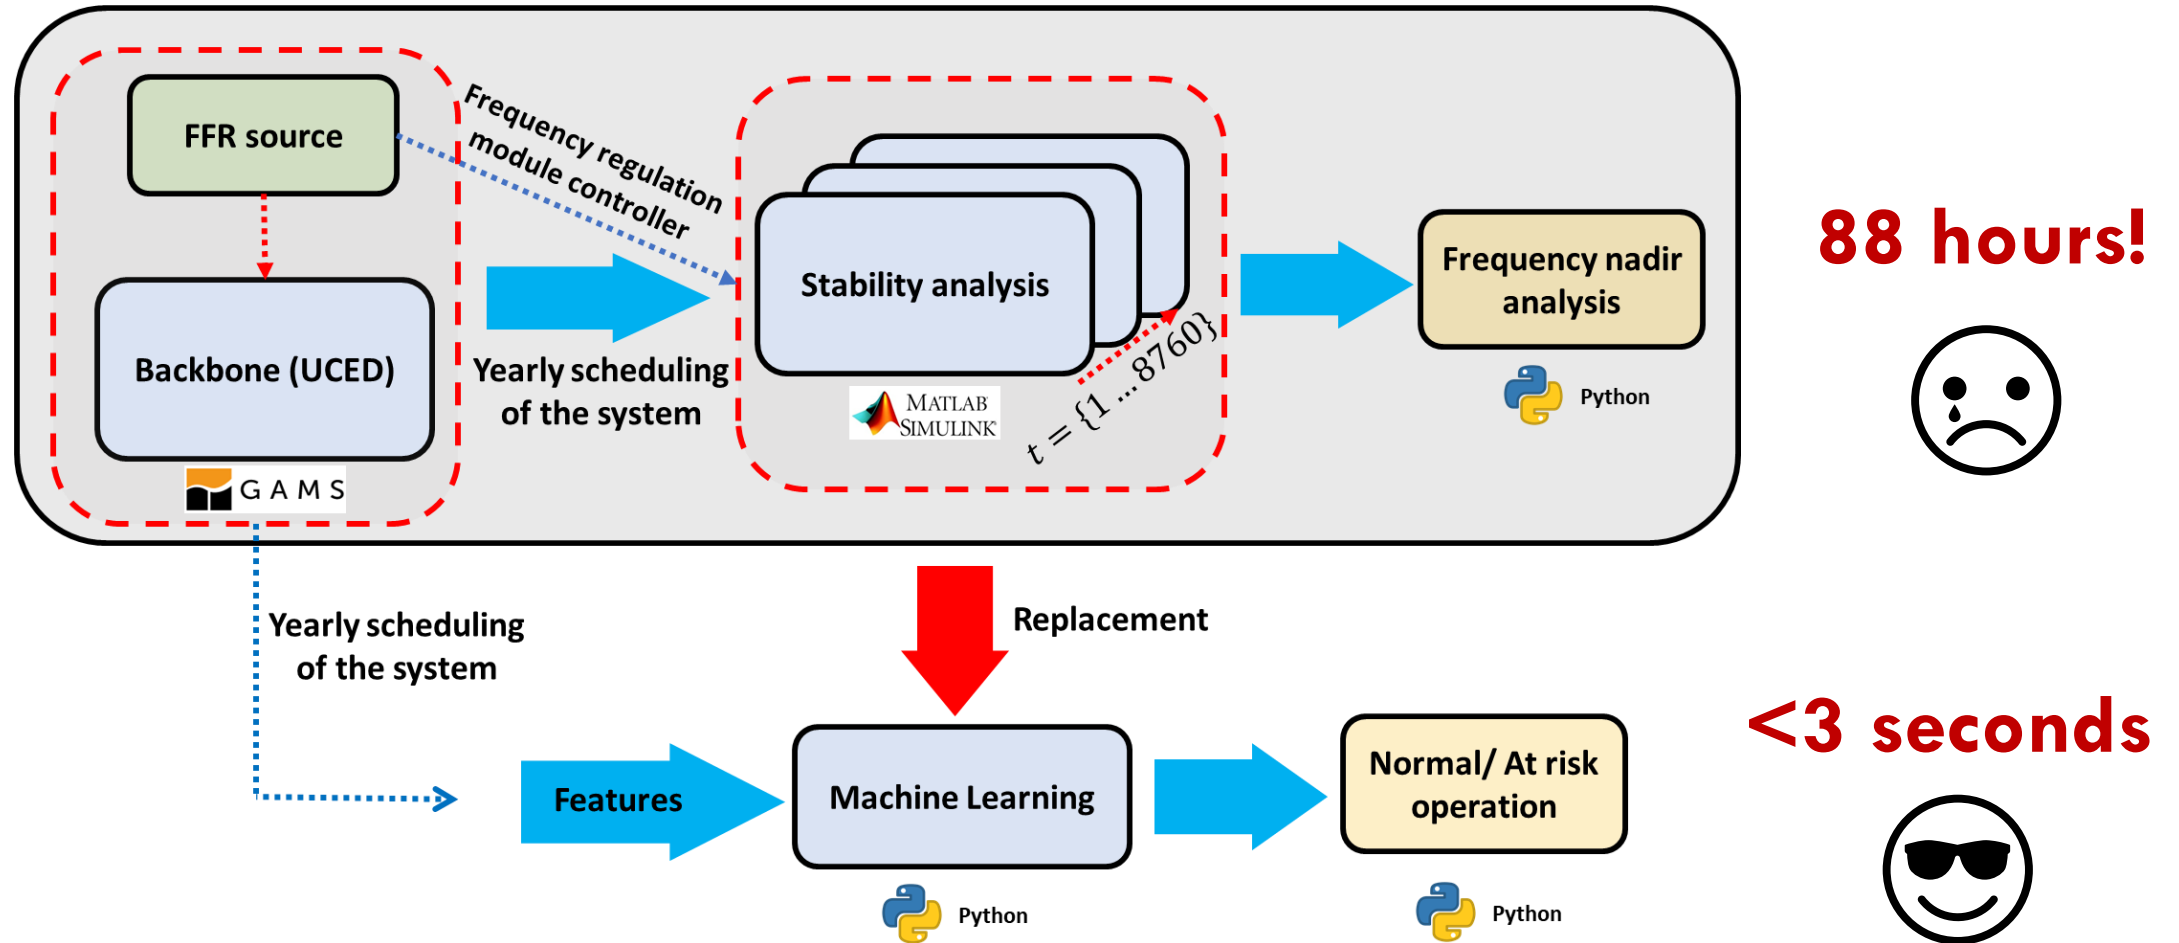 FFR source
Frequency regulation
module controller
Backbone (UCED)
GAMS
Yearly scheduling
of the system
Stability analysis
MATLAB
SIMULINK
t = {1 ... 8760}
Frequency nadir
analysis
Python
88 hours!
Replacement
Yearly scheduling
of the system
Features
Machine Learning
Python
Normal/ At risk
operation
Python
<3 seconds